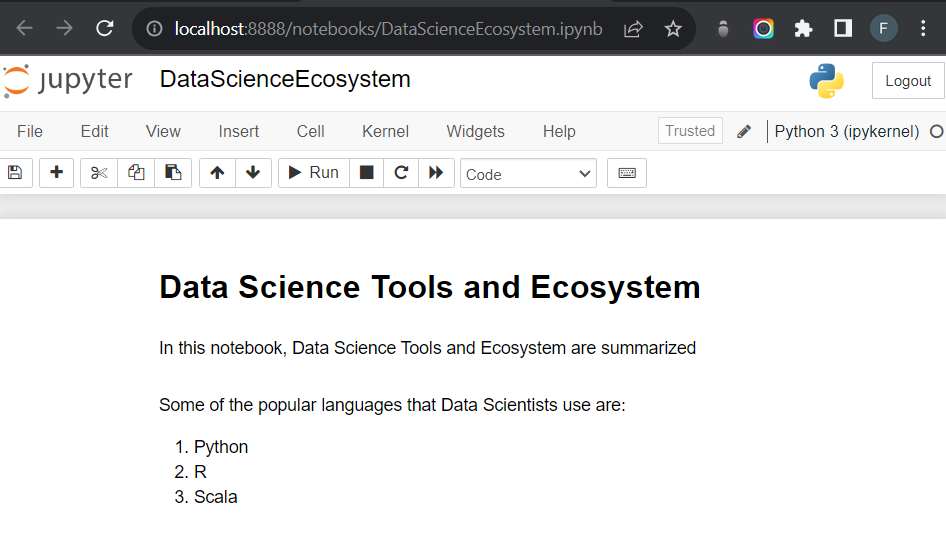 localhost:8888/notebooks/DataScienceEcosystem.ipynb
F
jupyter DataScienceEcosystem
Logout
File Edit View Insert Cell Kernel Widgets Help Trusted Python 3 (ipykernel)
Run Code
Data Science Tools and Ecosystem
In this notebook, Data Science Tools and Ecosystem are summarized
Some of the popular languages that Data Scientists use are:
1. Python
2. R
3. Scala